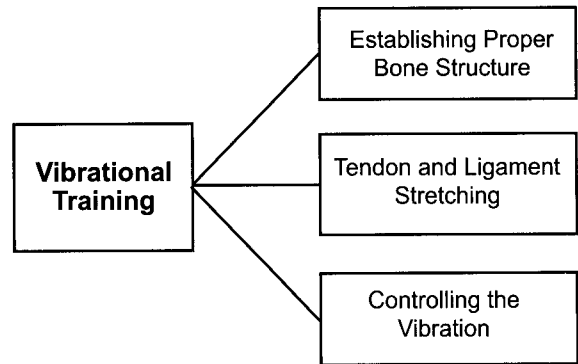 Establishing Proper
Bone Structure
Vibrational
Training
Tendon and Ligament
Stretching
Controlling the
Vibration